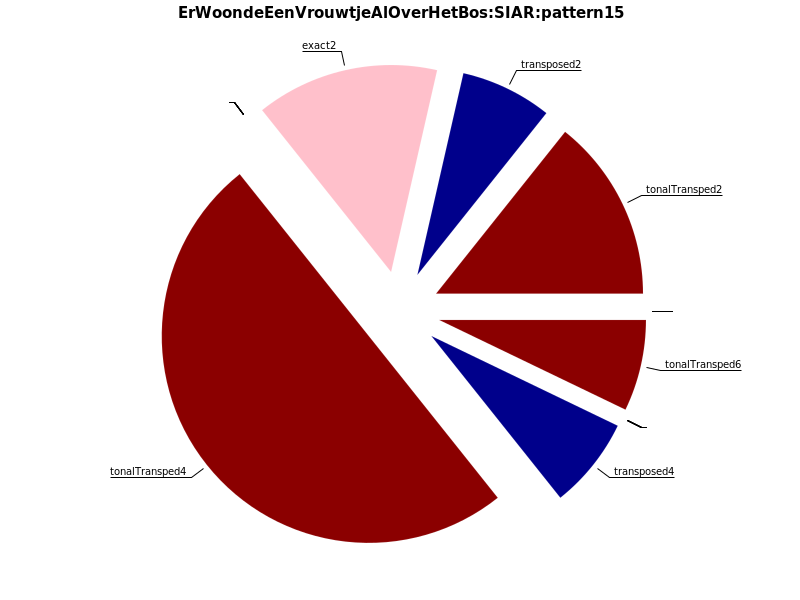 ErWoondeEenVrouwtjeAlOverHetBos:SIAR:pattern15
exact2
transposed2
tonalTransped2
tonalTransped6
tonalTransped4
transposed4